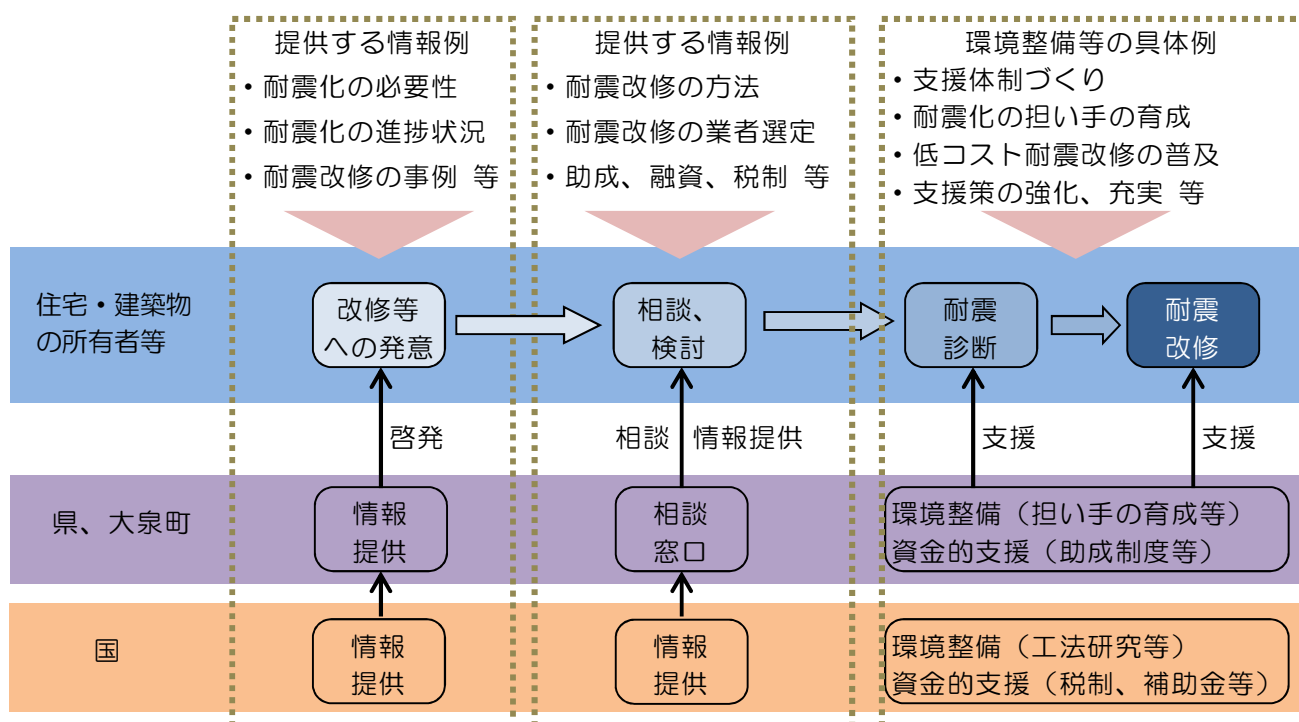 提供する情報例
・耐震化の必要性
・耐震化の進捗状況
・耐震改修の事例 等
提供する情報例
・耐震改修の方法
・耐震改修の業者選定
・助成、融資、税制 等
環境整備等の具体例
・支援体制づくり
・耐震化の担い手の育成
・低コスト耐震改修の普及
・支援策の強化、充実 等
住宅・建築物
の所有者等
改修等
への発意
相談、
検討
耐震
診断
耐震
改修
啓発
相談
情報提供
支援
支援
県、大泉町
情報
提供
相談
窓口
環境整備（担い手の育成等）
資金的支援（助成制度等）
国
情報
提供
情報
提供
環境整備（工法研究等）
資金的支援（税制、補助金等）